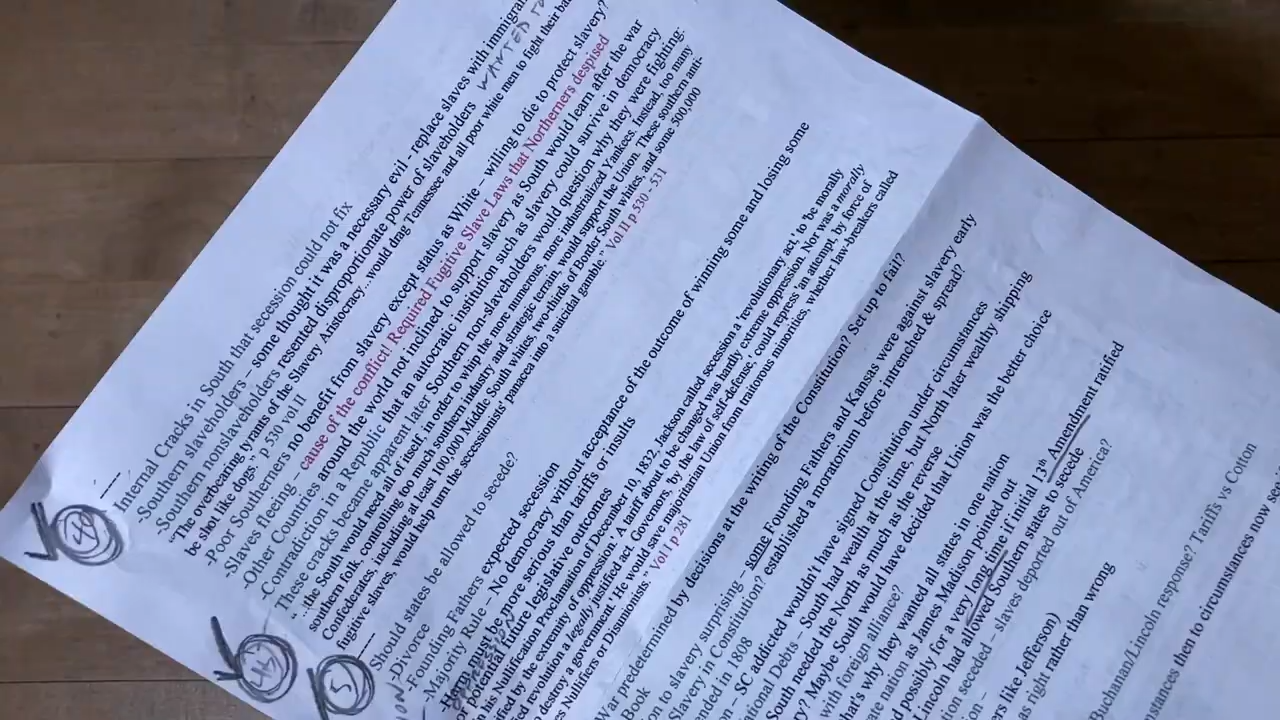 Internal Cracks in South that secession could not fix
-Southern slaveholders – some thought it was a necessary evil - replace slaves with
-Southern nonslaveholders resented disproportionate power of slaveholders WANTED
"The overbearing tyrants of the Slavery Aristocracy...would drag Tennessee and all poor white men to fight their
be shot like dogs." p 530 vol II
-Poor Southerners no benefit from slavery except status as White – willing to die to protect slavery?
-Slaves fleeing – cause of the conflict! Required Fugitive Slave Laws that Northerners despised
-Other Countries around the world not inclined to support slavery as South would learn after the war
-Contradiction in a Republic that an autocratic institution such as slavery could survive in democracy
These cracks became apparent later Southern non-slaveholders would question why they were fighting:
"..the South would need all of itself, in order to whip the more numerous, more industrialized Yankees. Instead, too many
southern folk, controlling too much southern industry and strategic terrain, would support the Union. These southern anti-
Confederates, including at least 100,000 Middle South whites, two-thirds of Border South whites, and some 500,000
fugitive slaves, would help turn the secessionists' panacea into a suicidal gamble." Vol II p 530 - 531
Should states be allowed to secede?
-Divorce
-Founding Fathers expected secession
-Majority Rule – No democracy without acceptance of the outcome of winning some and losing some
must be more serious than tariffs or insults
or potential future legislative outcomes
his Nullification Proclamation of December 10, 1832, Jackson called secession a revolutionary act,' to 'be morally
by the extremity of oppression.' A tariff about to be changed was hardly extreme oppression. Nor was a morally
revolution a legally justified act. Governors, by the law of self-defense,' could repress 'an attempt, by force of
destroy a government.' He would save majoritarian Union from traitorous minorities, whether law-breakers called
Nullifiers or Disunionists." Vol I p 281
War predetermined by decisions at the writing of the Constitution? Set up to fail?
Book
to slavery surprising – some Founding Fathers and Kansas were against slavery early
Slavery in Constitution? established a moratorium before entrenched & spread?
ended in 1808
– SC addicted wouldn't have signed Constitution under circumstances
National Debts – South had wealth at the time, but North later wealthy shipping
South needed the North as much as the reverse
Maybe South would have decided that Union was the better choice
with foreign alliance?
that's why they wanted all states in one nation
nation as James Madison pointed out
possibly for a very long time if initial 13th Amendment ratified
Lincoln had allowed Southern states to secede
seceded – slaves deported out of America?
like Jefferson)
right rather than wrong
Buchanan/Lincoln response? Tariffs vs Cotton
then to circumstances now